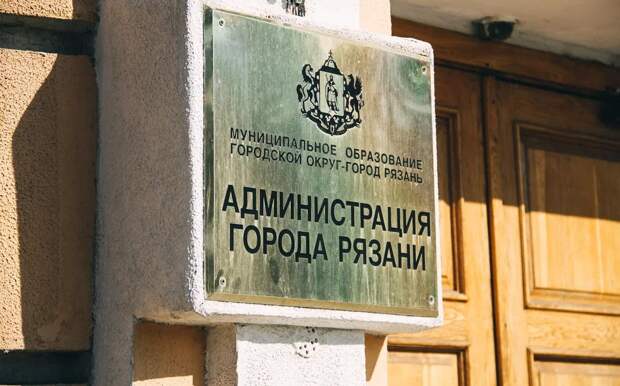 МУНИЦИПАЛЬНОЕ ОБРАЗОВАНИЕ
ГОРОДСКОЙ ОКРУГ-ГОРОД РЯЗАНЬ
АДМИНИСТРАЦИЯ
ГОРОДА РЯЗАНИ